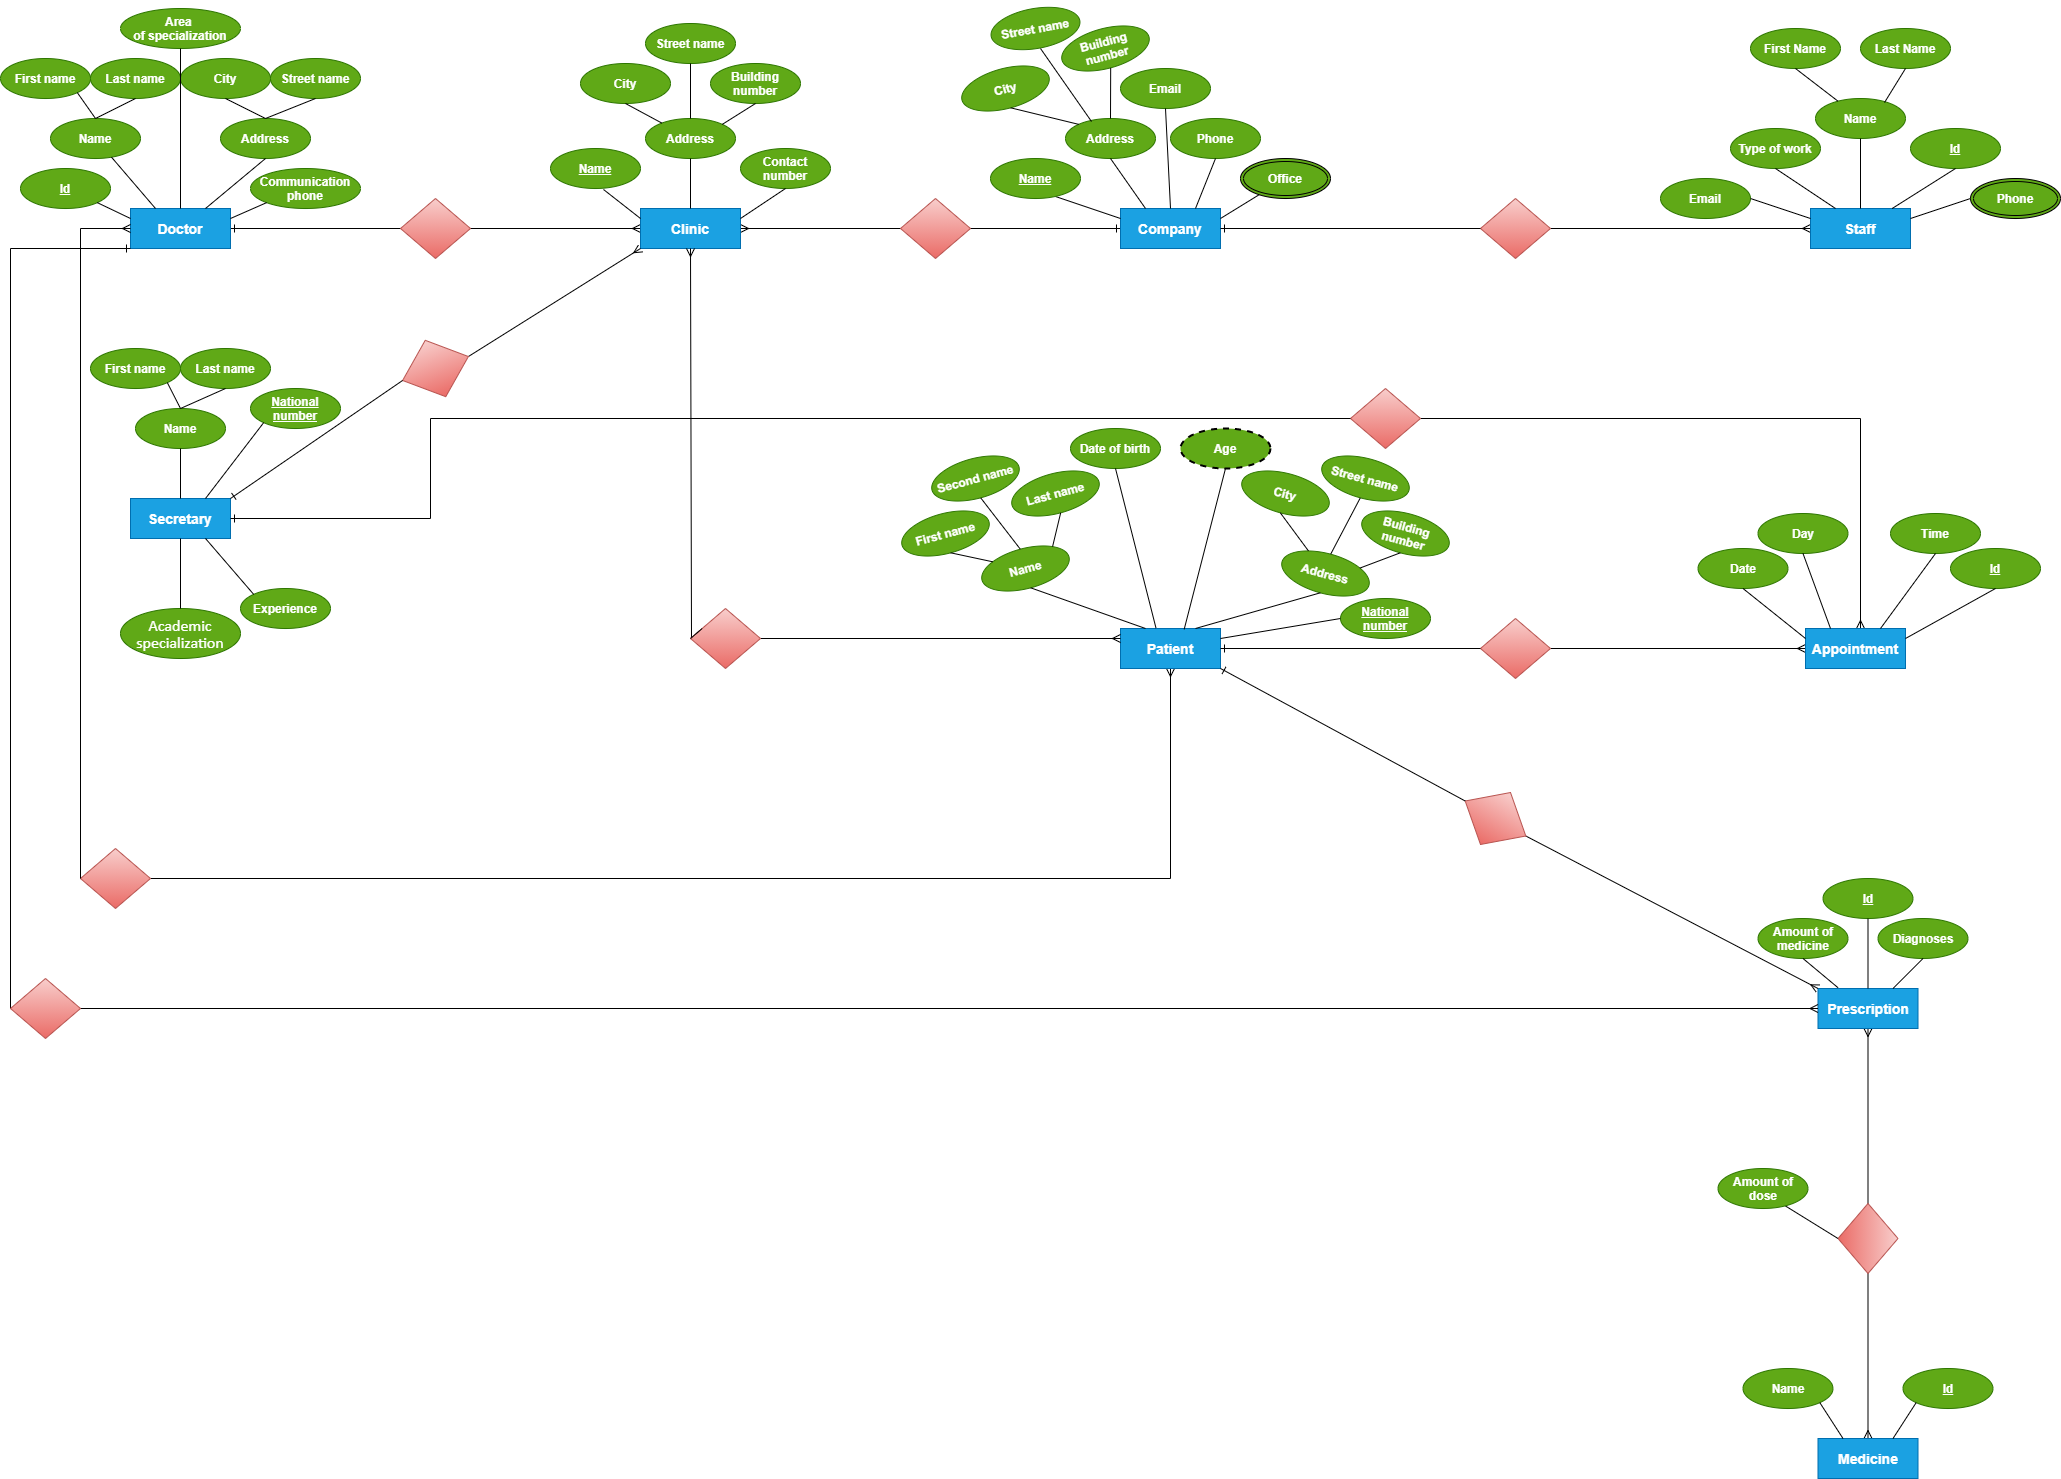 Area
of specialization
First name
Last name
City
Street name
Name
Address
Id
Communication
phone
Doctor
Street name
City
Building
number
Address
Name
Contact
number
Clinic
Street name
Building
number
City
Email
Address
Phone
Name
Office
Company
First Name
Last Name
Name
Type of work
Id
Email
Phone
Staff
First name
Last name
National
number
Name
Secretary
Experience
Academic
specialization
Date of birth
Age
Second name
Last name
City
Street name
First name
Building
number
Name
Address
National
number
Patient
Day
Time
Date
Id
Appointment
Id
Amount of
medicine
Diagnoses
Prescription
Amount of
dose
Name
Id
Medicine